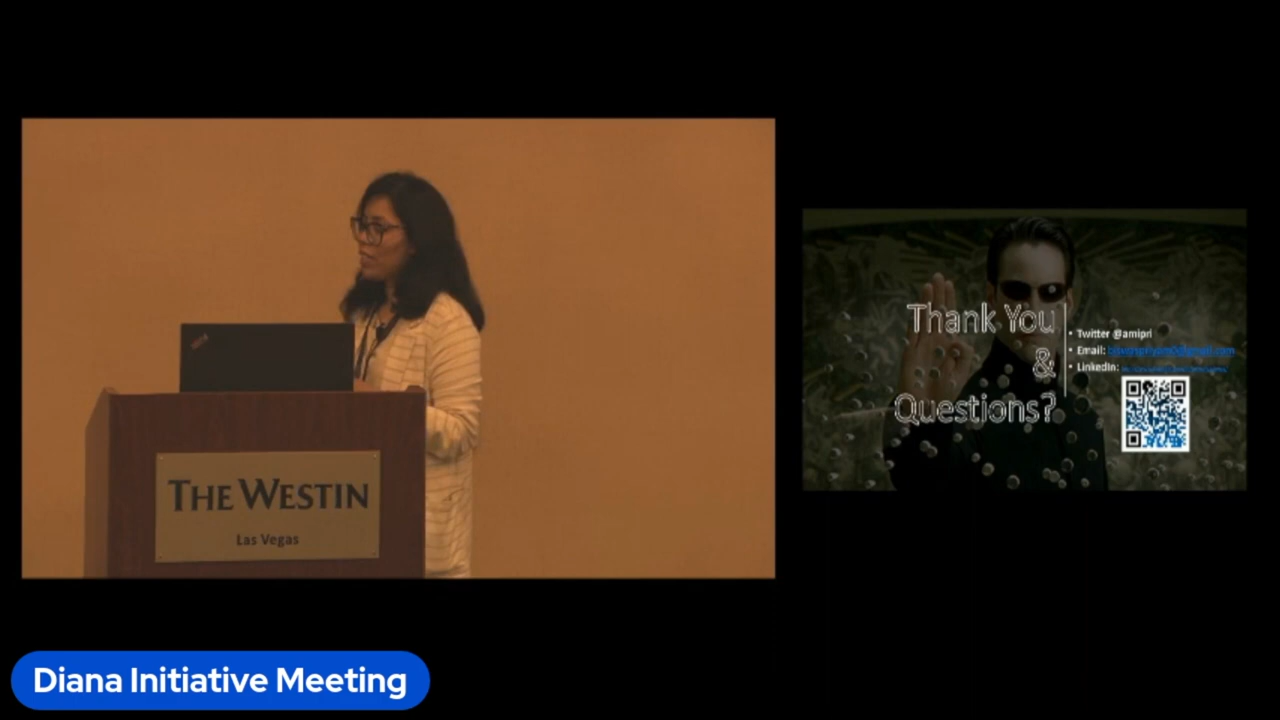 THE WESTIN
Las Vegas
Thank You
&
Questions?
• Twitter @amipri
• Email:
• LinkedIn:
Diana Initiative Meeting